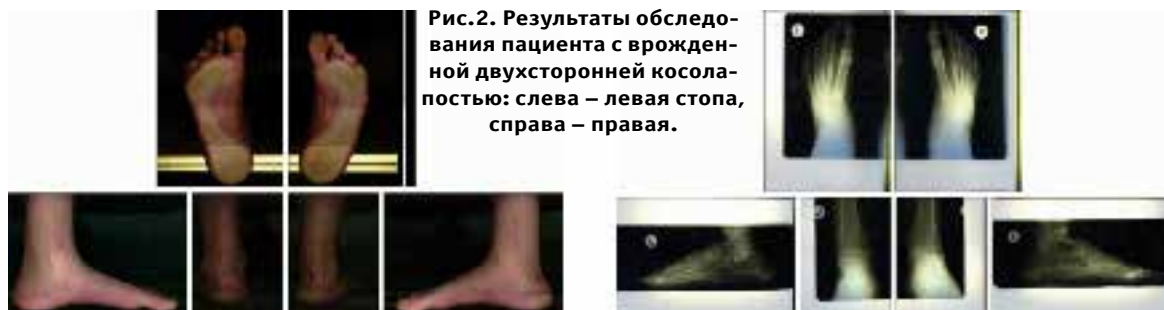 Рис.2. Результаты обследо-
вания пациента с врожден-
ной двухсторонней косола-
постью: слева – левая стопа,
справа – правая.